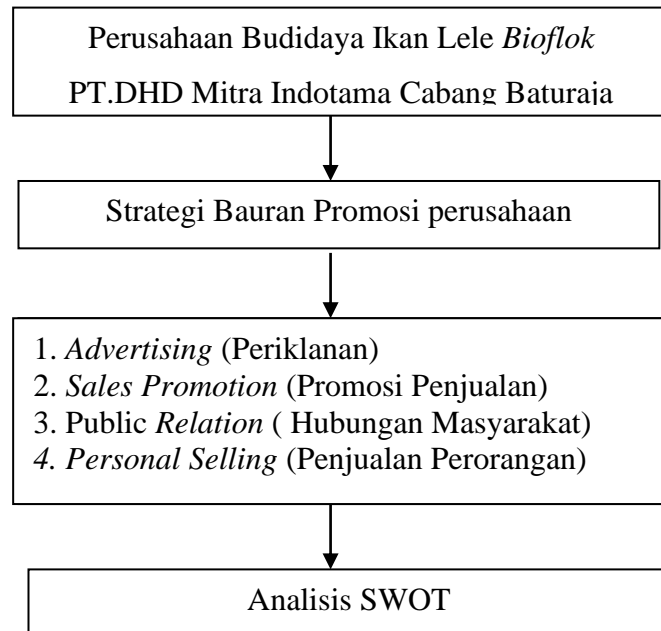 Perusahaan Budidaya Ikan Lele Bioflok
PT.DHD Mitra Indotama Cabang Baturaja
Strategi Bauran Promosi perusahaan
1. Advertising (Periklanan)
2. Sales Promotion (Promosi Penjualan)
3. Public Relation ( Hubungan Masyarakat)
4. Personal Selling (Penjualan Perorangan)
Analisis SWOT